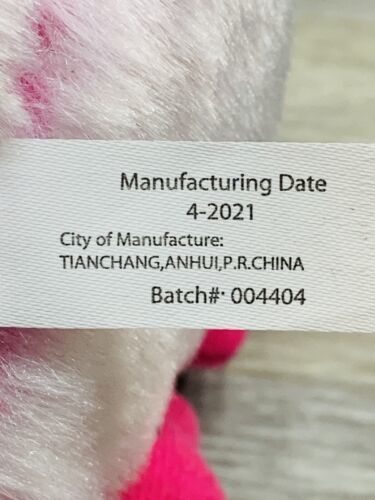 Manufacturing Date
4-2021
City of Manufacture:
TIANCHANG,ANHUI,P.R.CHINA
Batch#: 004404